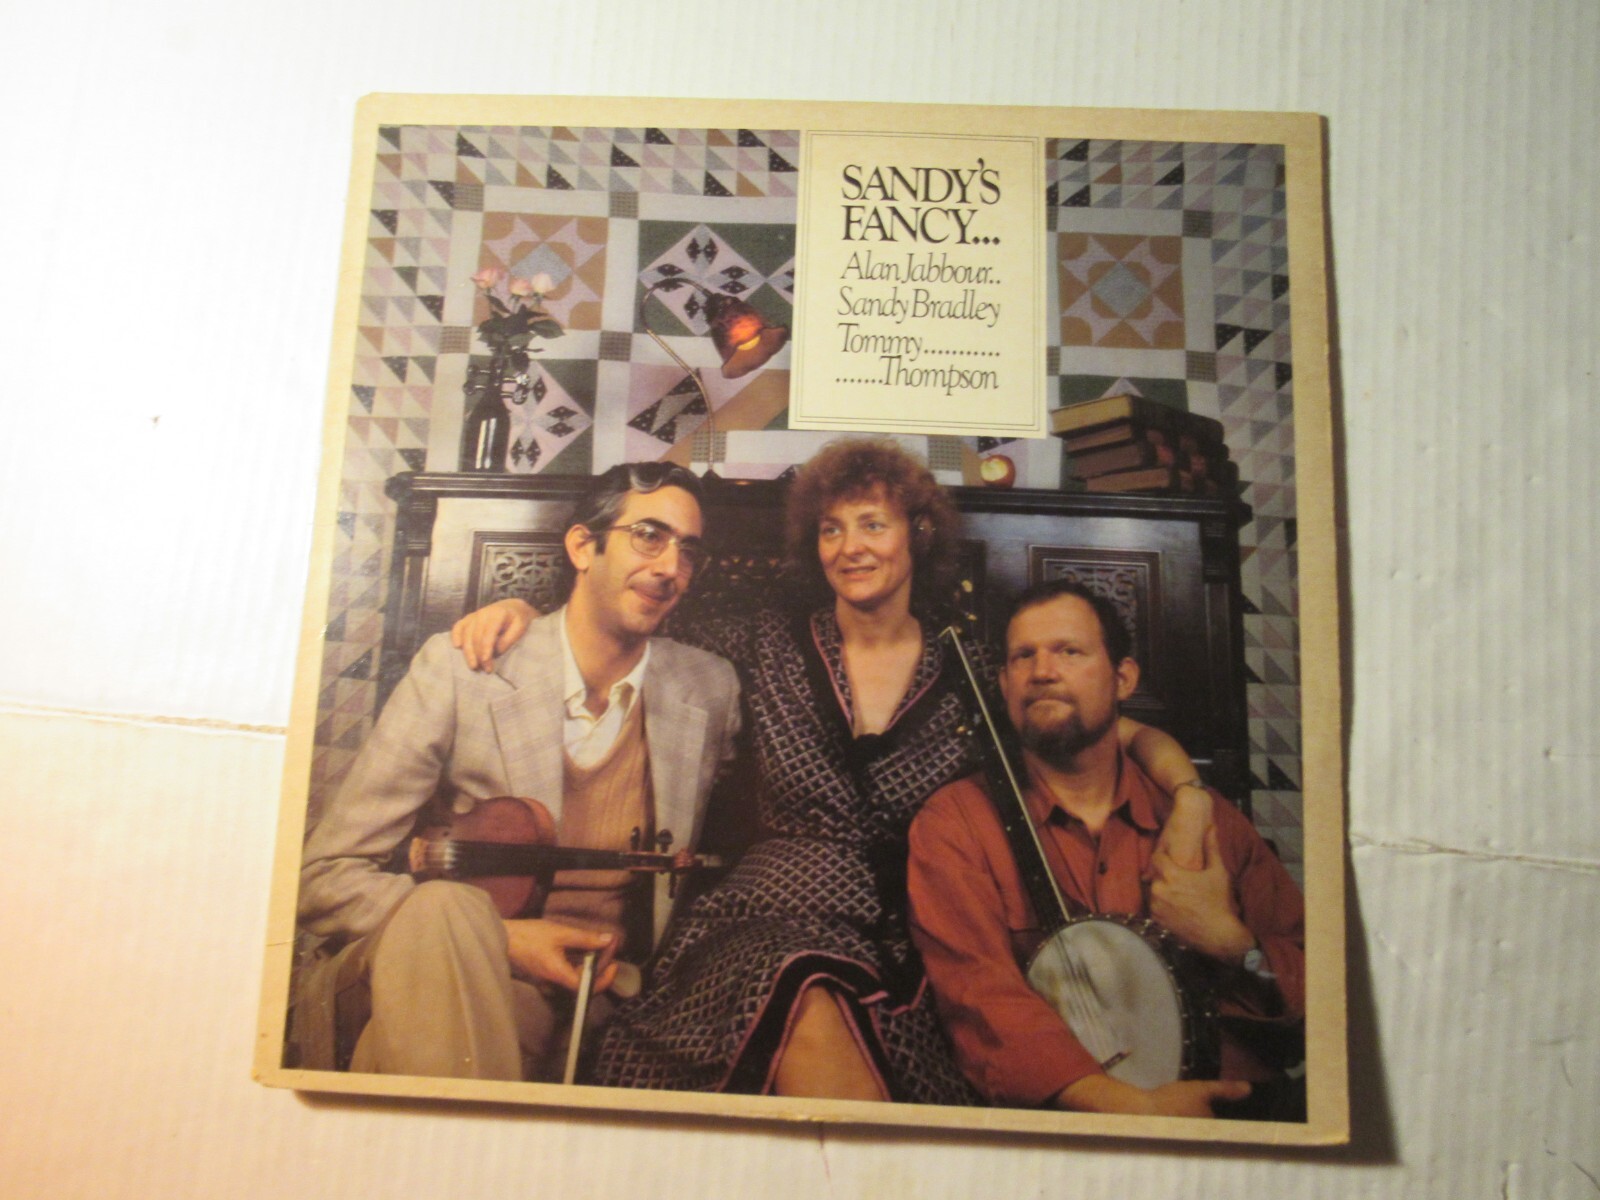 SANDY'S
FANCY...
Alan Jabbour..
Sandy Bradley
Tommy...........
.......Thompson